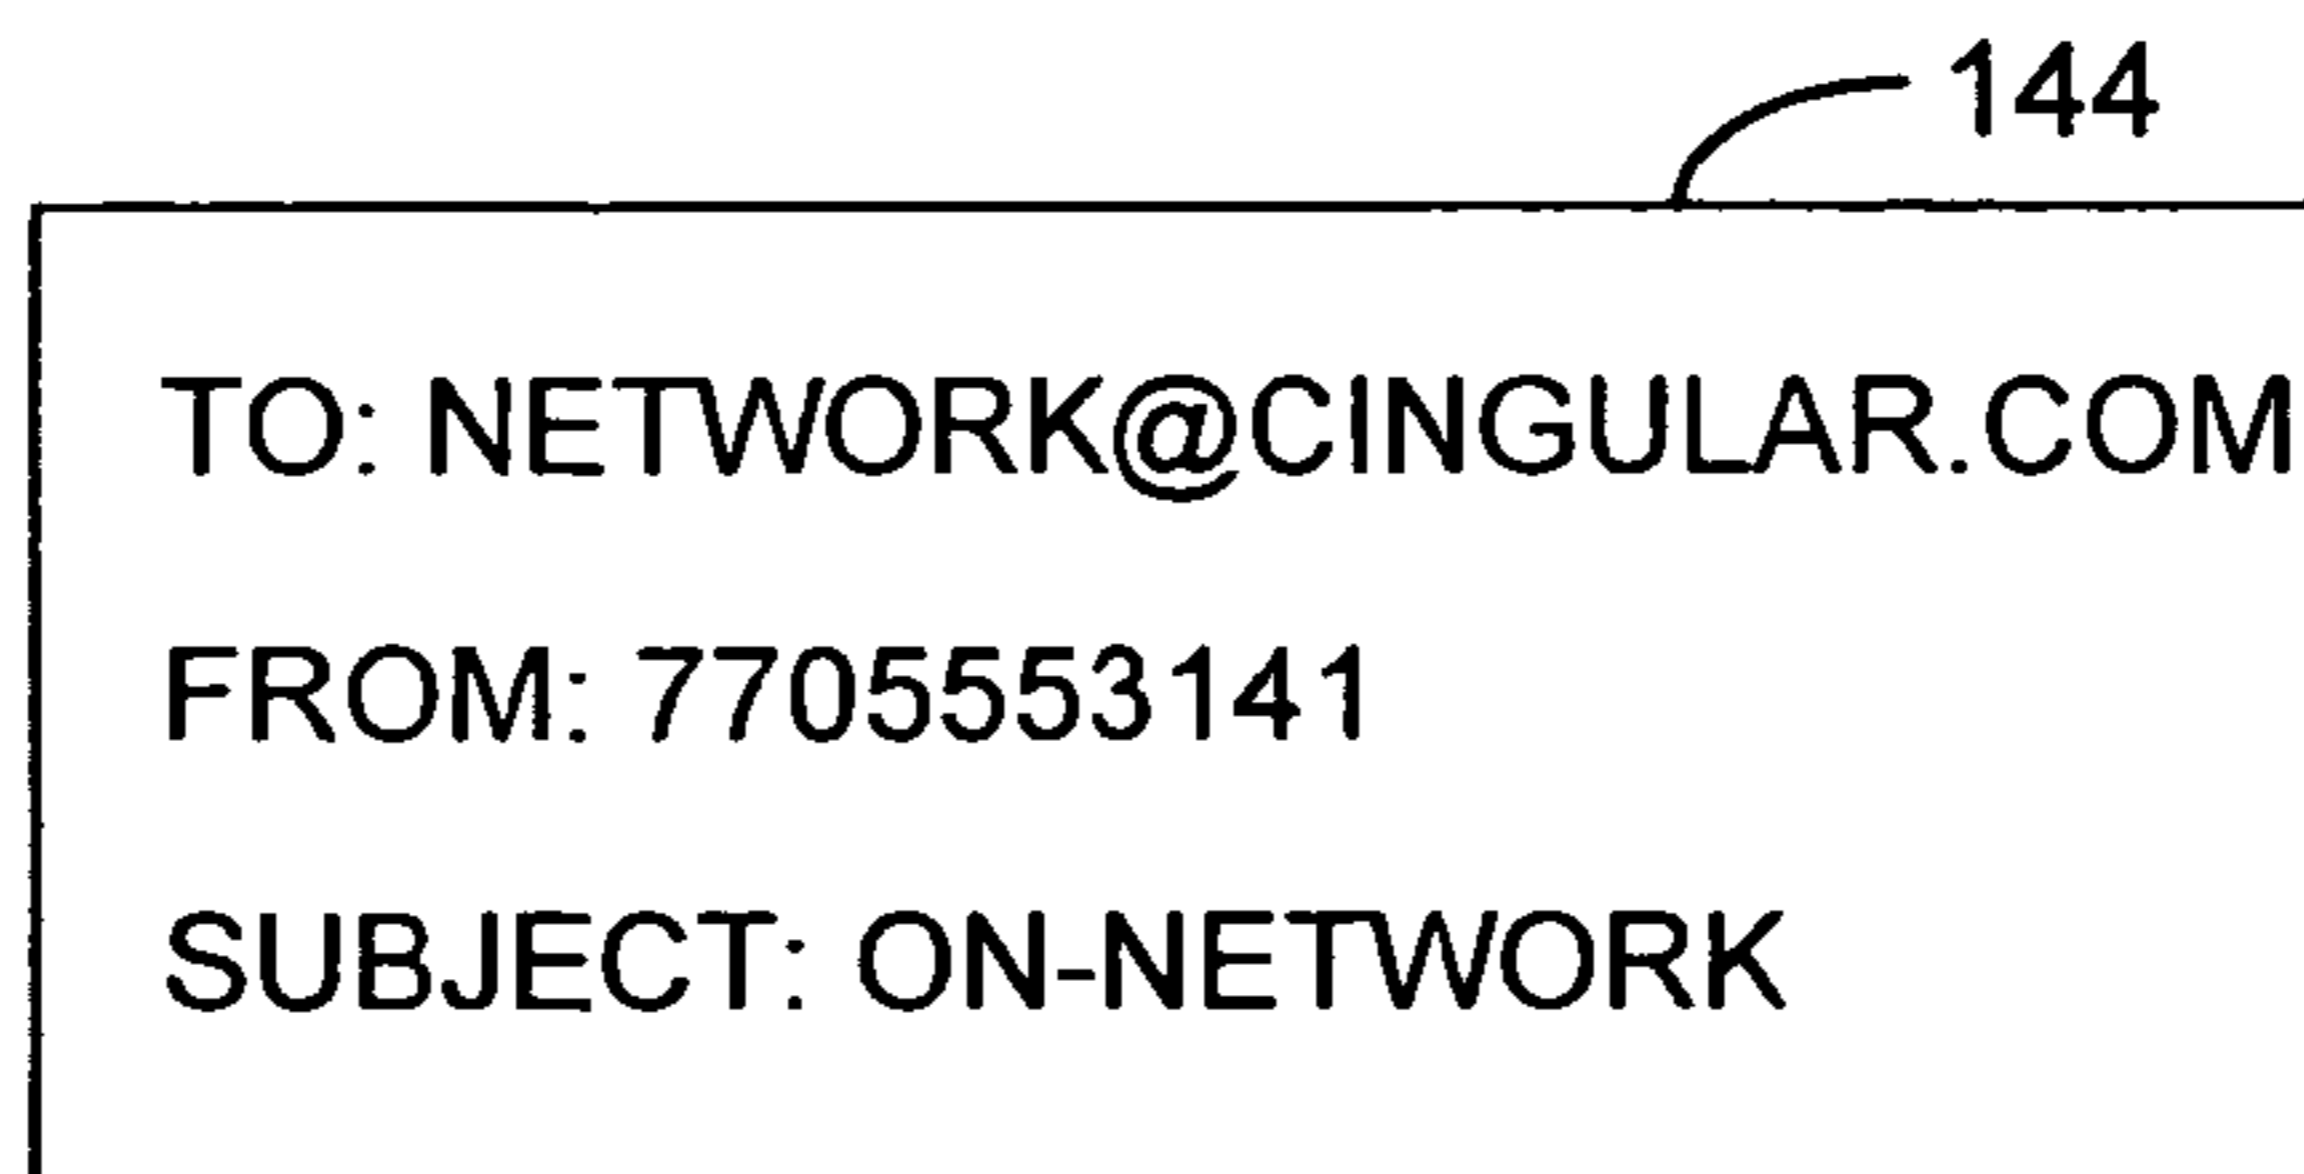 144
TO: NETWORK@CINGULAR.COM
FROM: 7705553141
SUBJECT: ON-NETWORK